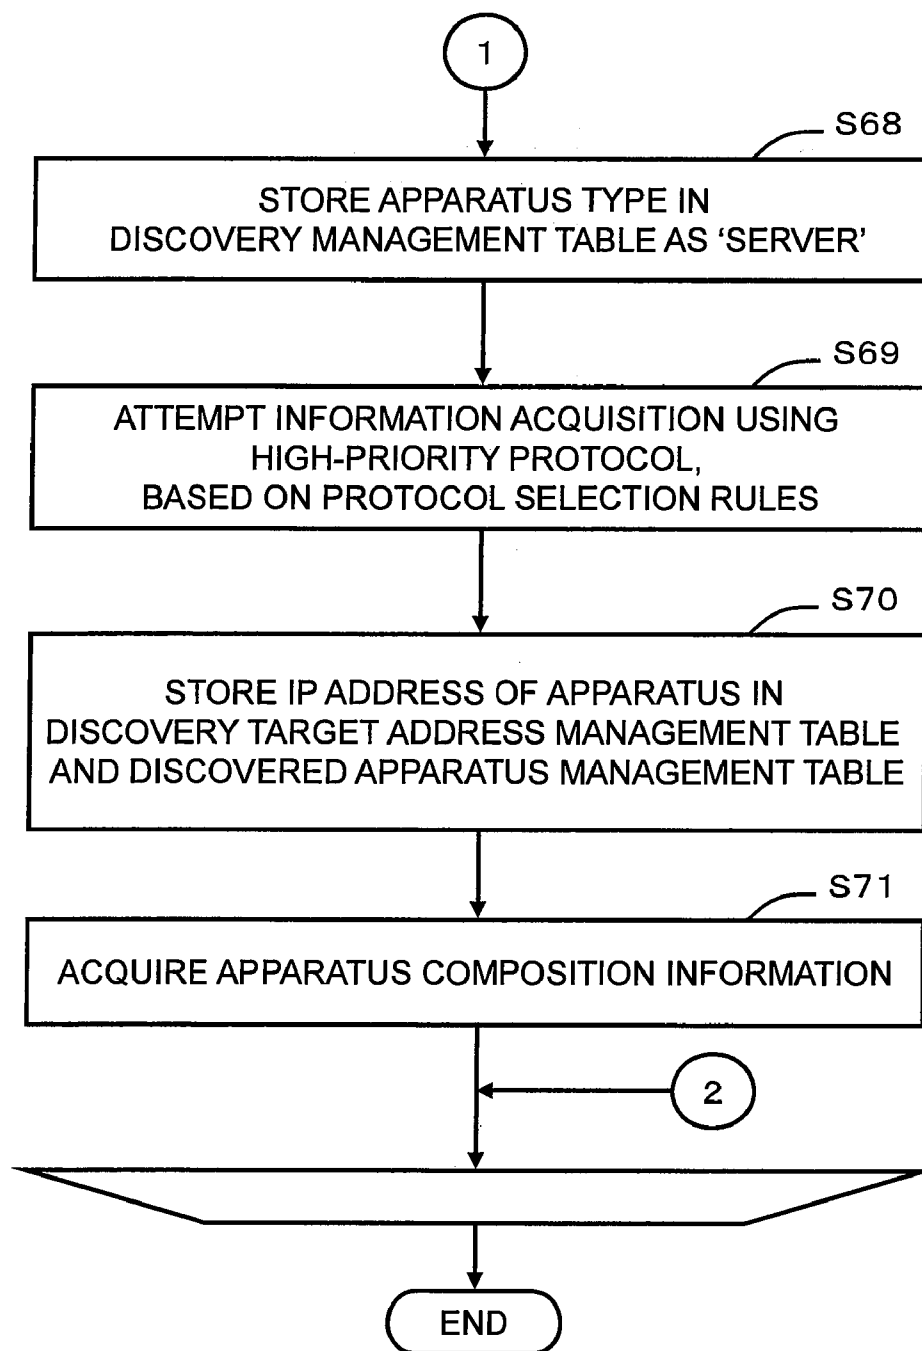 1
S68
STORE APPARATUS TYPE IN
DISCOVERY MANAGEMENT TABLE AS ‘SERVER’
S69
ATTEMPT INFORMATION ACQUISITION USING
HIGH-PRIORITY PROTOCOL,
BASED ON PROTOCOL SELECTION RULES
S70
STORE IP ADDRESS OF APPARATUS IN
DISCOVERY TARGET ADDRESS MANAGEMENT TABLE
AND DISCOVERED APPARATUS MANAGEMENT TABLE
S71
ACQUIRE APPARATUS COMPOSITION INFORMATION
2
END